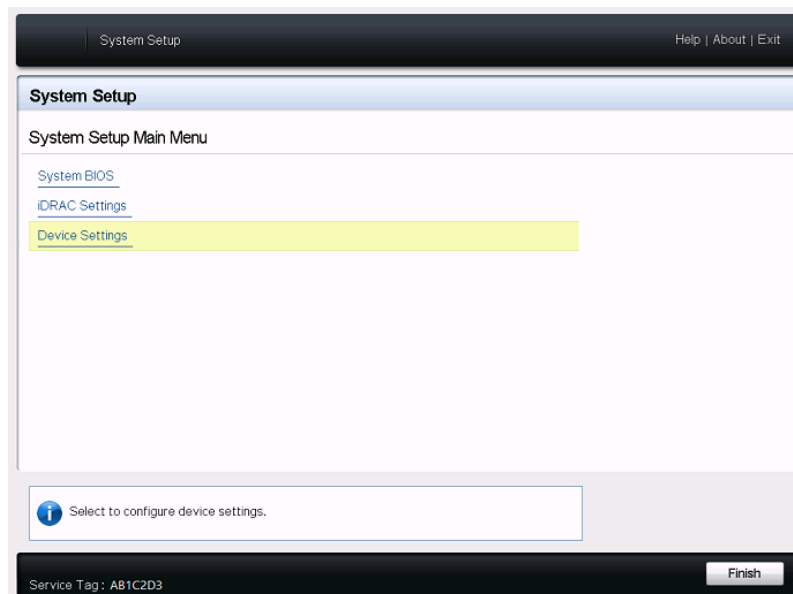 System Setup Help | About | Exit
System Setup
System Setup Main Menu
System BIOS
iDRAC Settings
Device Settings
Select to configure device settings.
Service Tag: AB1C2D3 Finish